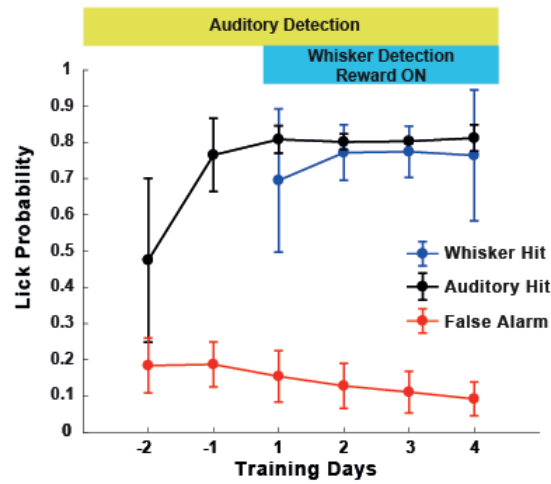 Auditory Detection
Whisker Detection
Reward ON
1
0.9
0.8
0.7
0.6
0.5
0.4
0.3
0.2
0.1
0
Lick Probability
Whisker Hit
Auditory Hit
False Alarm
-2 -1 1 2 3 4
Training Days